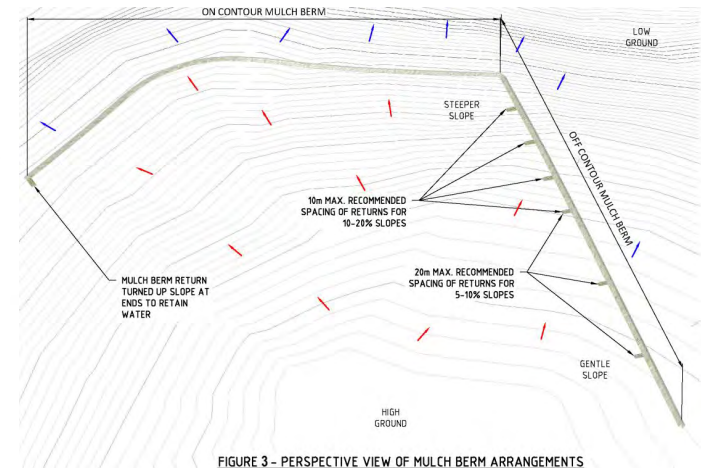 ON CONTOUR MULCH BERM
LOW
GROUND
STEEPER
SLOPE
OFF CONTOUR MULCH BERM
10m MAX. RECOMMENDED
SPACING OF RETURNS FOR
10-20% SLOPES
20m MAX. RECOMMENDED
SPACING OF RETURNS FOR
5-10% SLOPES
MULCH BERM RETURN
TURNED UP SLOPE AT
ENDS TO RETAIN
WATER
GENTLE
SLOPE
HIGH
GROUND
FIGURE 3 - PERSPECTIVE VIEW OF MULCH BERM ARRANGEMENTS